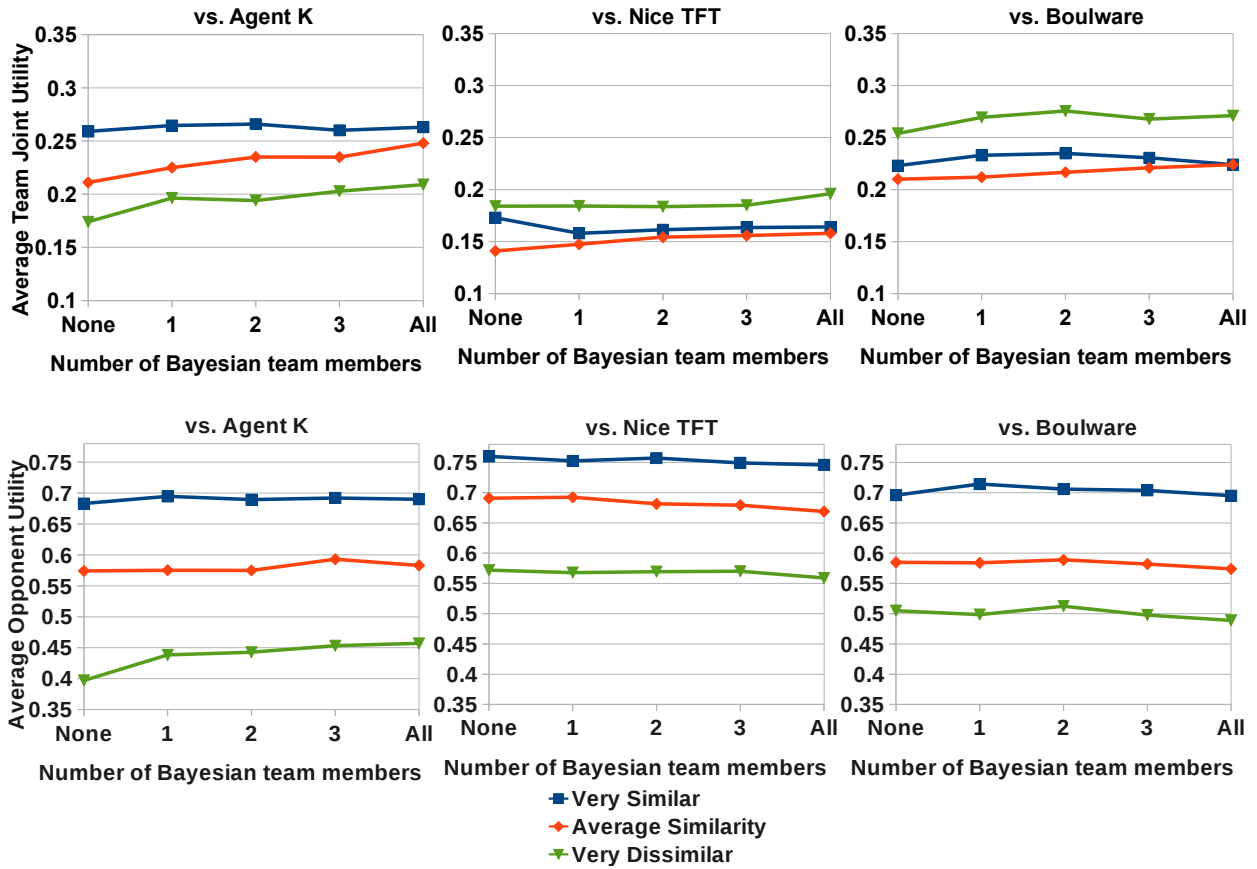 vs. Agent K
vs. Nice TFT
vs. Boulware
Average Team Joint Utility
0.35
0.3
0.25
0.2
0.15
0.1
None 1 2 3 All
Number of Bayesian team members
0.35
0.3
0.25
0.2
0.15
0.1
None 1 2 3 All
Number of Bayesian team members
0.35
0.3
0.25
0.2
0.15
0.1
None 1 2 3 All
Number of Bayesian team members
vs. Agent K
vs. Nice TFT
vs. Boulware
Average Opponent Utility
0.75
0.7
0.65
0.6
0.55
0.5
0.45
0.4
0.35
None 1 2 3 All
Number of Bayesian team members
0.75
0.7
0.65
0.6
0.55
0.5
0.45
0.4
0.35
None 1 2 3 All
Number of Bayesian team members
0.75
0.7
0.65
0.6
0.55
0.5
0.45
0.4
0.35
None 1 2 3 All
Number of Bayesian team members
Very Similar
Average Similarity
Very Dissimilar